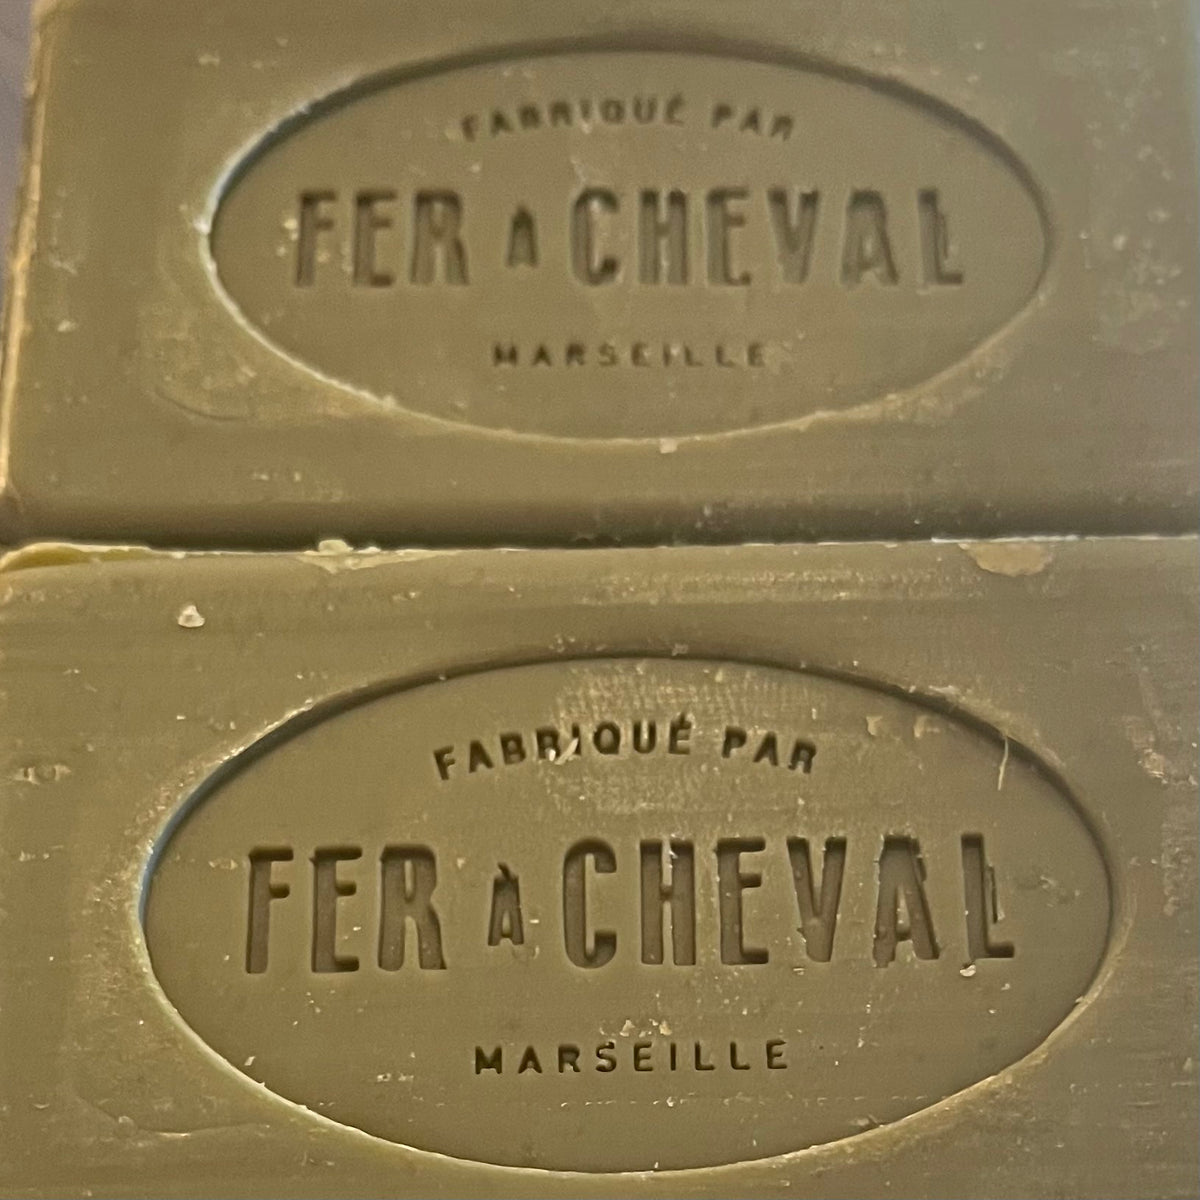 FABRIQUÉ PAR
FER À CHEVAL
MARSEILLE
FABRIQUÉ PAR
FER À CHEVAL
MARSEILLE